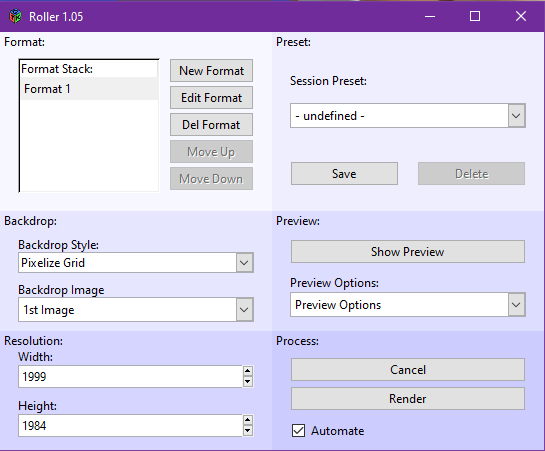 Roller 1.05
Format:
Format Stack:
Format 1
New Format
Edit Format
Del Format
Move Up
Move Down
Preset:
Session Preset:
- undefined -
Save
Delete
Backdrop:
Backdrop Style:
Pixelize Grid
Backdrop Image
1st Image
Preview:
Show Preview
Preview Options:
Preview Options
Resolution:
Width:
1999
Height:
1984
Process:
Cancel
Render
Automate